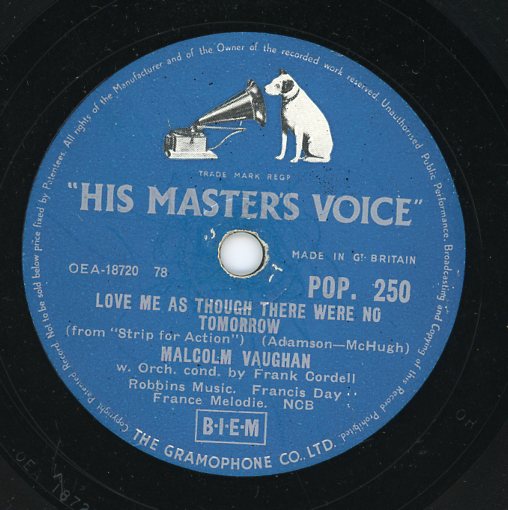 All rights of the Manufacturer and of the Owner of the recorded work reserved. Unauthorised Public Performance, Broadcasting and Copying of this Record Prohibited.
Copyright Patented Record Not to be sold below price fixed by Patentees.
TRADE MARK REGD
"HIS MASTER'S VOICE"
MADE IN GT. BRITAIN
OEA-18720 78
POP. 250
LOVE ME AS THOUGH THERE WERE NO
TOMORROW
(from "Strip for Action") (Adamson—McHugh)
MALCOLM VAUGHAN
w. Orch. cond. by Frank Cordell
Robbins Music. Francis Day :
France Melodie. NCB
B·I·E·M
THE GRAMOPHONE CO. LTD.